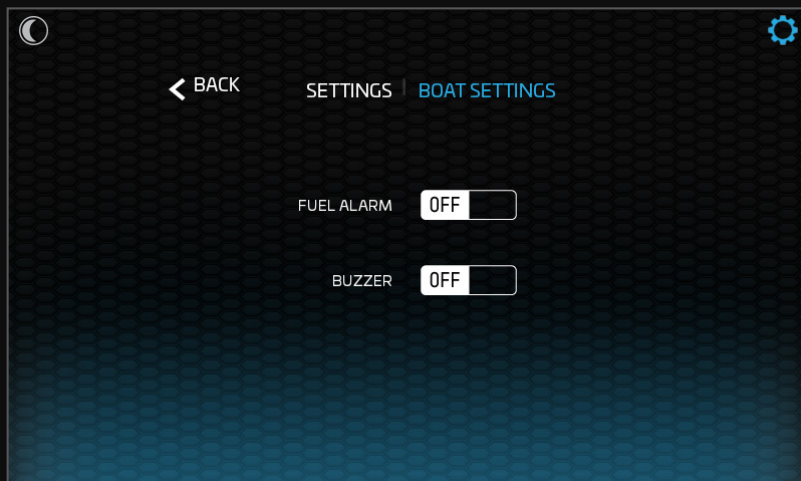 BACK
SETTINGS BOAT SETTINGS
FUEL ALARM OFF
BUZZER OFF